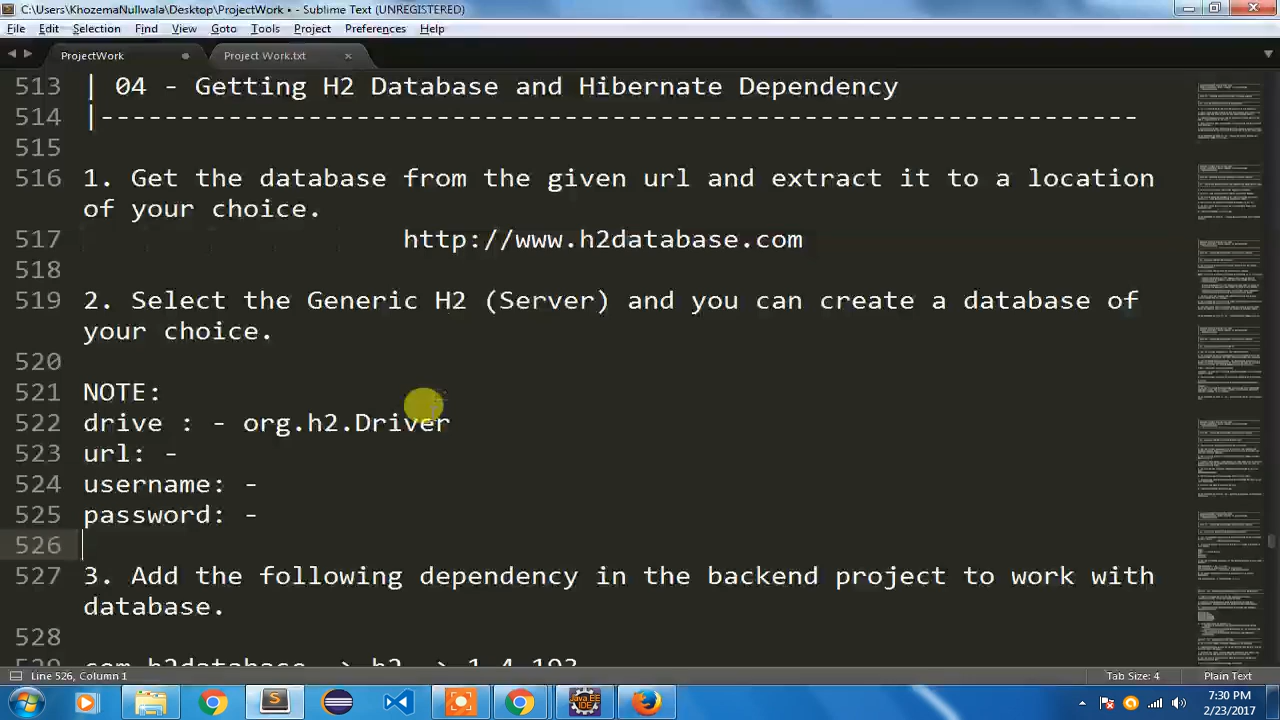 C:\Users\KhozemaNullwala\Desktop\ProjectWork • - Sublime Text (UNREGISTERED)
File Edit Selection Find View Goto Tools Project Preferences Help
ProjectWork Project Work.txt
513 | 04 - Getting H2 Database and Hibernate Dependency
514 |------------------------------------------------------------------
515
516 1. Get the database from the given url and extract it to a location
of your choice.
517 http://www.h2database.com
518
519 2. Select the Generic H2 (Server) and you can create a database of
your choice.
520
521 NOTE:
522 drive : - org.h2.Driver
523 url: -
524 username: -
525 password: -
526
527 3. Add the following dependency in the backend project to work with
database.
528
Line 526, Column 1 Tab Size: 4 Plain Text
Java EE
IDE
7:30 PM
2/23/2017